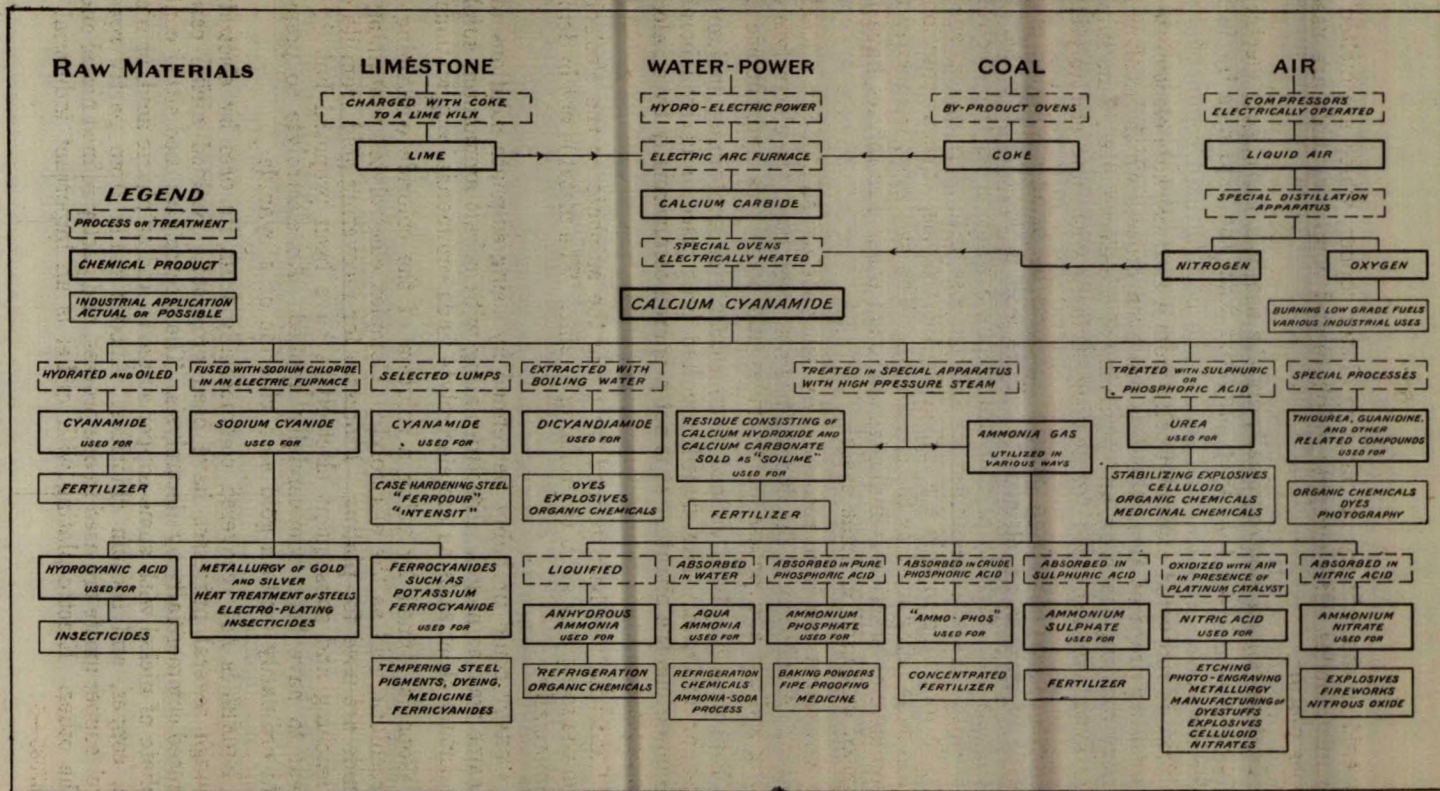 RAW MATERIALS
LIMESTONE
WATER-POWER
COAL
AIR
CHARGED WITH COKE
TO A LIME KILN
HYDRO-ELECTRIC POWER
BY-PRODUCT OVENS
COMPRESSORS
ELECTRICALLY OPERATED
LIME
ELECTRIC ARC FURNACE
COKE
LIQUID AIR
LEGEND
PROCESS OR TREATMENT
CHEMICAL PRODUCT
INDUSTRIAL APPLICATION
ACTUAL OR POSSIBLE
CALCIUM CARBIDE
SPECIAL DISTILLATION
APPARATUS
SPECIAL OVENS
ELECTRICALLY HEATED
NITROGEN
OXYGEN
CALCIUM CYANAMIDE
BURNING LOW GRADE FUELS
VARIOUS INDUSTRIAL USES
HYDRATED AND OILED
FUSED WITH SODIUM CHLORIDE
IN AN ELECTRIC FURNACE
SELECTED LUMPS
EXTRACTED WITH
BOILING WATER
TREATED IN SPECIAL APPARATUS
WITH HIGH PRESSURE STEAM
TREATED WITH SULPHURIC
OR
PHOSPHORIC ACID
SPECIAL PROCESSES
CYANAMIDE
USED FOR
SODIUM CYANIDE
USED FOR
CYANAMIDE
USED FOR
DICYANDIAMIDE
USED FOR
RESIDUE CONSISTING OF
CALCIUM HYDROXIDE AND
CALCIUM CARBONATE
SOLD AS "SOILIME"
USED FOR
AMMONIA GAS
UTILIZED IN
VARIOUS WAYS
UREA
USED FOR
THIOUREA, GUANIDINE.
AND OTHER
RELATED COMPOUNDS
USED FOR
FERTILIZER
CASE HARDENING STEEL
"FERRODUR"
"INTENSIT"
DYES
EXPLOSIVES
ORGANIC CHEMICALS
FERTILIZER
STABILIZING EXPLOSIVES
CELLULOID
ORGANIC CHEMICALS
MEDICINAL CHEMICALS
ORGANIC CHEMICALS
DYES
PHOTOGRAPHY
HYDROCYANIC ACID
USED FOR
METALLURGY OF GOLD
AND SILVER
HEAT TREATMENT OF STEELS
ELECTRO-PLATING
INSECTICIDES
FERROCYANIDES
SUCH AS
POTASSIUM
FERROCYANIDE
USED FOR
LIQUIFIED
ABSORBED
IN WATER
ABSORBED IN PURE
PHOSPHORIC ACID
ABSORBED IN CRUDE
PHOSPHORIC ACID
ABSORBED IN
SULPHURIC ACID
OXIDIZED WITH AIR
IN PRESENCE OF
PLATINUM CATALYST
ABSORBED IN
NITRIC ACID
INSECTICIDES
ANHYDROUS
AMMONIA
USED FOR
AQUA
AMMONIA
USED FOR
AMMONIUM
PHOSPHATE
USED FOR
"AMMO-PHOS"
USED FOR
AMMONIUM
SULPHATE
USED FOR
NITRIC ACID
USED FOR
AMMONIUM
NITRATE
USED FOR
TEMPERING STEEL
PIGMENTS, DYEING,
MEDICINE
FERRICYANIDES
REFRIGERATION
ORGANIC CHEMICALS
REFRIGERATION
CHEMICALS
AMMONIA-SODA
PROCESS
BAKING POWDERS
FIRE PROOFING
MEDICINE
CONCENTRATED
FERTILIZER
FERTILIZER
ETCHING
PHOTO-ENGRAVING
METALLURGY
MANUFACTURING OF
DYESTUFFS
EXPLOSIVES
CELLULOID
NITRATES
EXPLOSIVES
FIREWORKS
NITROUS OXIDE